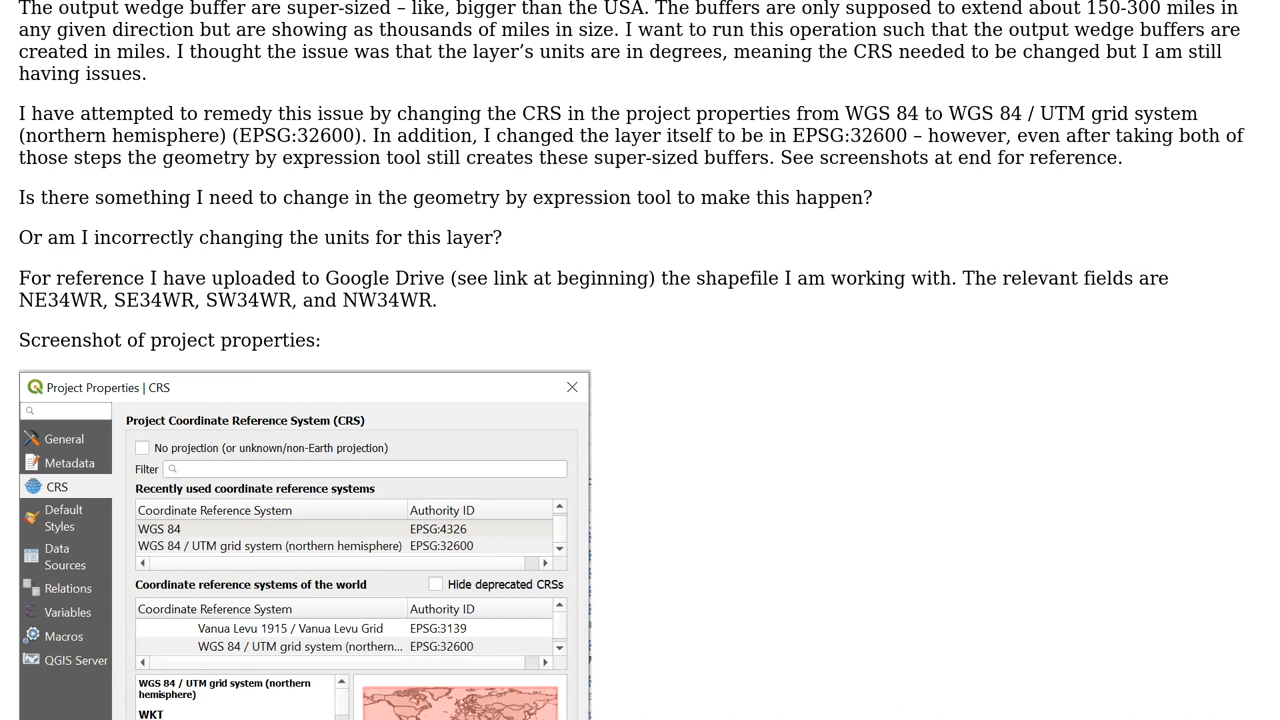 The output wedge buffer are super-sized – like, bigger than the USA. The buffers are only supposed to extend about 150-300 miles in
any given direction but are showing as thousands of miles in size. I want to run this operation such that the output wedge buffers are
created in miles. I thought the issue was that the layer’s units are in degrees, meaning the CRS needed to be changed but I am still
having issues.
I have attempted to remedy this issue by changing the CRS in the project properties from WGS 84 to WGS 84 / UTM grid system
(northern hemisphere) (EPSG:32600). In addition, I changed the layer itself to be in EPSG:32600 – however, even after taking both of
those steps the geometry by expression tool still creates these super-sized buffers. See screenshots at end for reference.
Is there something I need to change in the geometry by expression tool to make this happen?
Or am I incorrectly changing the units for this layer?
For reference I have uploaded to Google Drive (see link at beginning) the shapefile I am working with. The relevant fields are
NE34WR, SE34WR, SW34WR, and NW34WR.
Screenshot of project properties:
Project Properties | CRS
General
Metadata
CRS
Default
Styles
Data
Sources
Relations
Variables
Macros
QGIS Server
Project Coordinate Reference System (CRS)
No projection (or unknown/non-Earth projection)
Filter
Recently used coordinate reference systems
Coordinate Reference System Authority ID
WGS 84 EPSG:4326
WGS 84 / UTM grid system (northern hemisphere) EPSG:32600
Coordinate reference systems of the world Hide deprecated CRSs
Coordinate Reference System Authority ID
Vanua Levu 1915 / Vanua Levu Grid EPSG:3139
WGS 84 / UTM grid system (northern... EPSG:32600
WGS 84 / UTM grid system (northern
hemisphere)
WKT